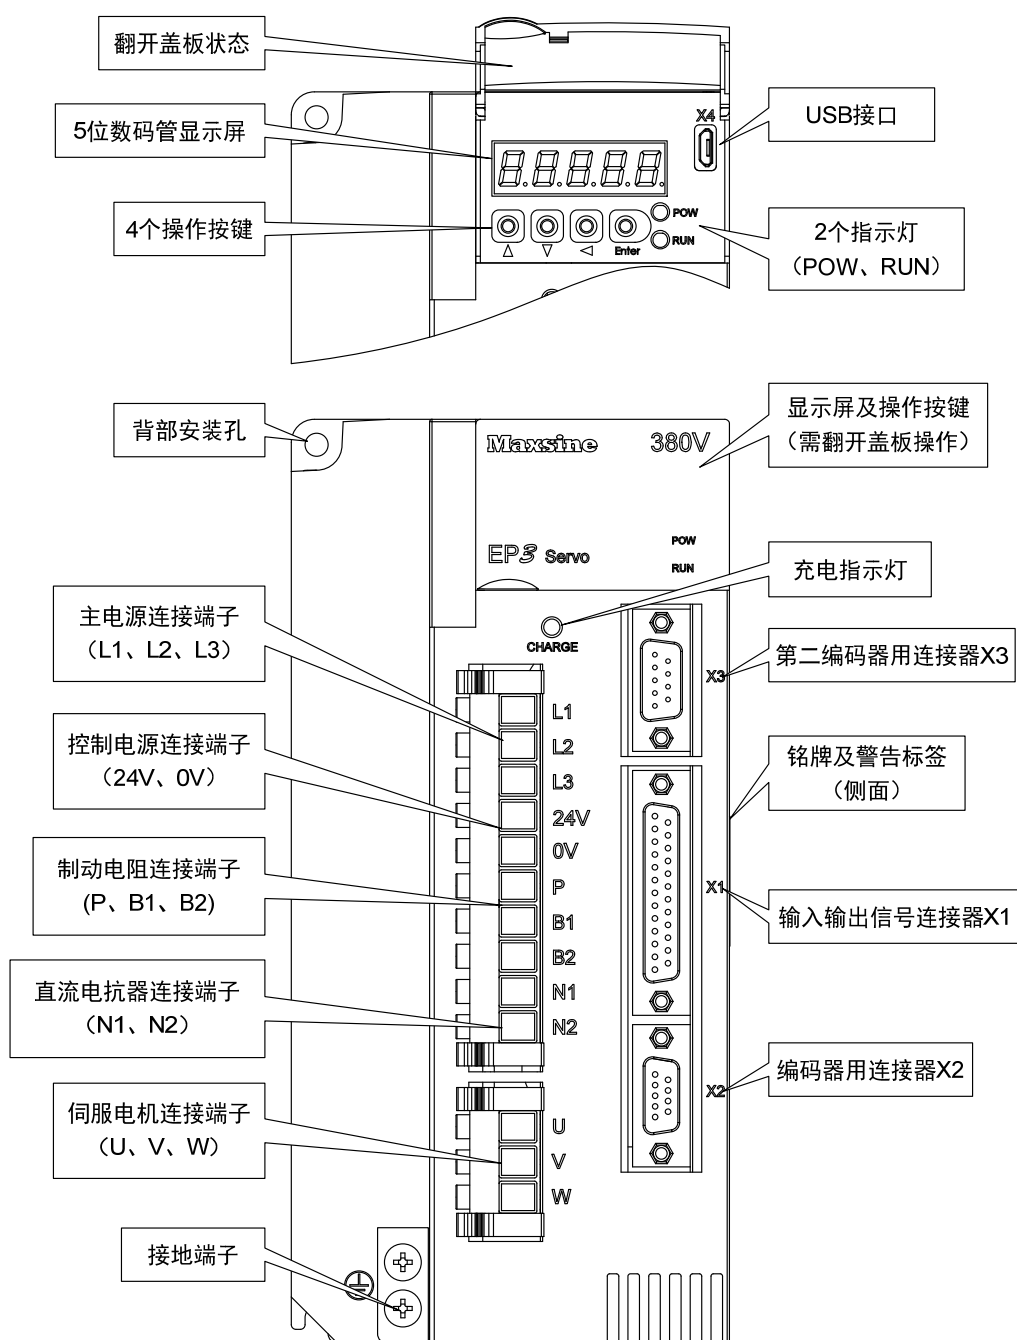 翻开盖板状态
5位数码管显示屏
X4
USB接口
4个操作按键
POW
RUN
Enter
2个指示灯
（POW、RUN）
背部安装孔
Maxsine
380V
显示屏及操作按键
（需翻开盖板操作）
EP3 Servo
POW
RUN
充电指示灯
主电源连接端子
（L1、L2、L3）
CHARGE
第二编码器用连接器X3
X3
L1
控制电源连接端子
（24V、0V）
L2
L3
铭牌及警告标签
（侧面）
24V
0V
制动电阻连接端子
(P、B1、B2)
P
X1
B1
输入输出信号连接器X1
B2
直流电抗器连接端子
（N1、N2）
N1
N2
编码器用连接器X2
X2
伺服电机连接端子
（U、V、W）
U
V
W
接地端子